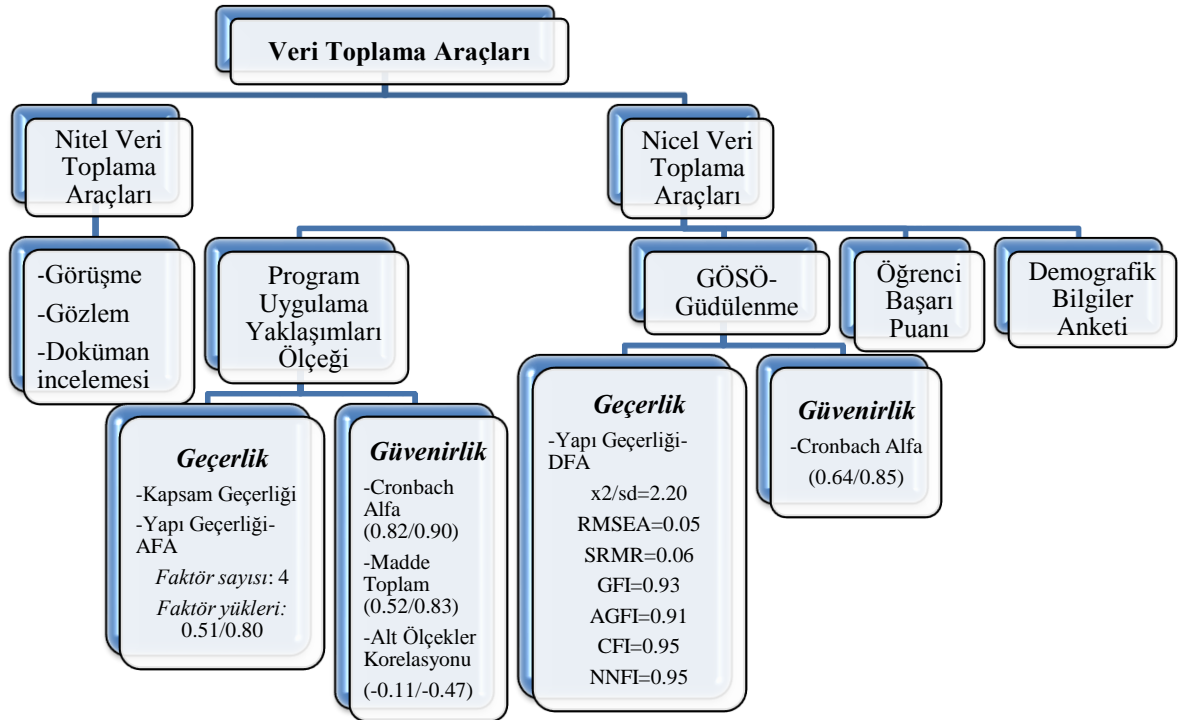 Veri Toplama Araçları
Nitel Veri
Toplama
Araçları
Nicel Veri
Toplama
Araçları
-Görüşme
-Gözlem
-Doküman
incelemesi
Program
Uygulama
Yaklaşımları
Ölçeği
GÖSÖ-
Güdülenme
Öğrenci
Başarı
Puanı
Demografik
Bilgiler
Anketi
Geçerlik
-Kapsam Geçerliği
-Yapı Geçerliği-
AFA
Faktör sayısı: 4
Faktör yükleri:
0.51/0.80
Güvenirlik
-Cronbach
Alfa
(0.82/0.90)
-Madde
Toplam
(0.52/0.83)
-Alt Ölçekler
Korelasyonu
(-0.11/-0.47)
Geçerlik
-Yapı Geçerliği-
DFA
x2/sd=2.20
RMSEA=0.05
SRMR=0.06
GFI=0.93
AGFI=0.91
CFI=0.95
NNFI=0.95
Güvenirlik
-Cronbach Alfa
(0.64/0.85)